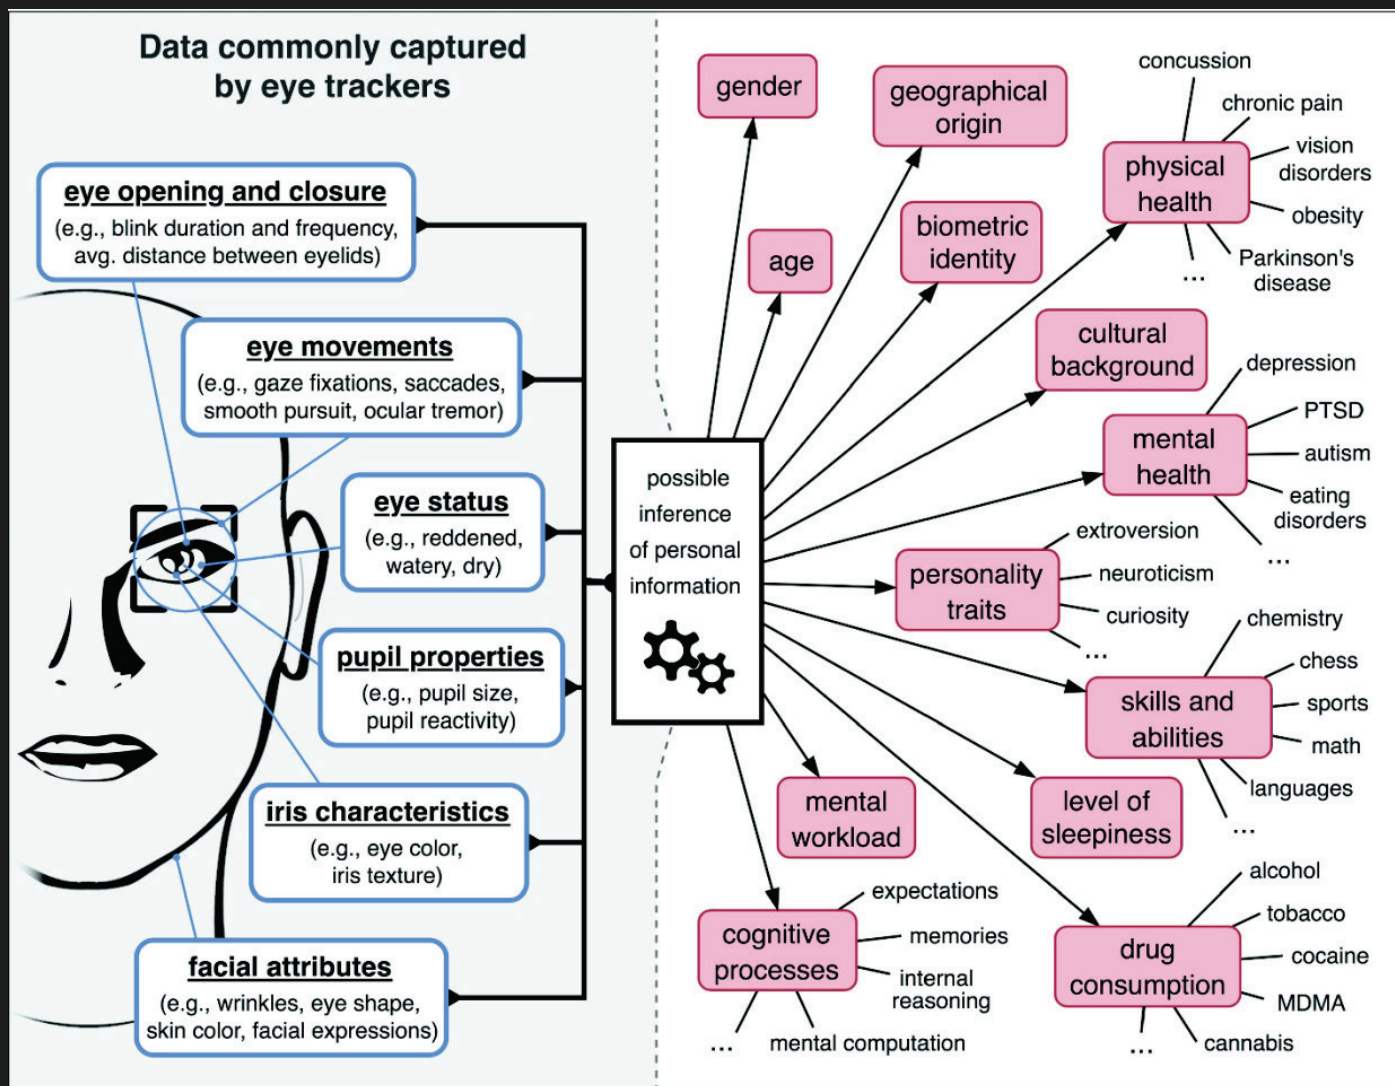 Data commonly captured
by eye trackers
eye opening and closure
(e.g., blink duration and frequency,
avg. distance between eyelids)
eye movements
(e.g., gaze fixations, saccades,
smooth pursuit, ocular tremor)
eye status
(e.g., reddened,
watery, dry)
pupil properties
(e.g., pupil size,
pupil reactivity)
iris characteristics
(e.g., eye color,
iris texture)
facial attributes
(e.g., wrinkles, eye shape,
skin color, facial expressions)
possible
inference
of personal
information
gender
geographical
origin
age
biometric
identity
physical
health
concussion
chronic pain
vision
disorders
obesity
Parkinson's
disease
...
cultural
background
mental
health
depression
PTSD
autism
eating
disorders
...
personality
traits
extroversion
neuroticism
curiosity
...
skills and
abilities
chemistry
chess
sports
math
languages
...
mental
workload
level of
sleepiness
cognitive
processes
expectations
memories
internal
reasoning
mental computation
...
drug
consumption
alcohol
tobacco
cocaine
MDMA
cannabis
...